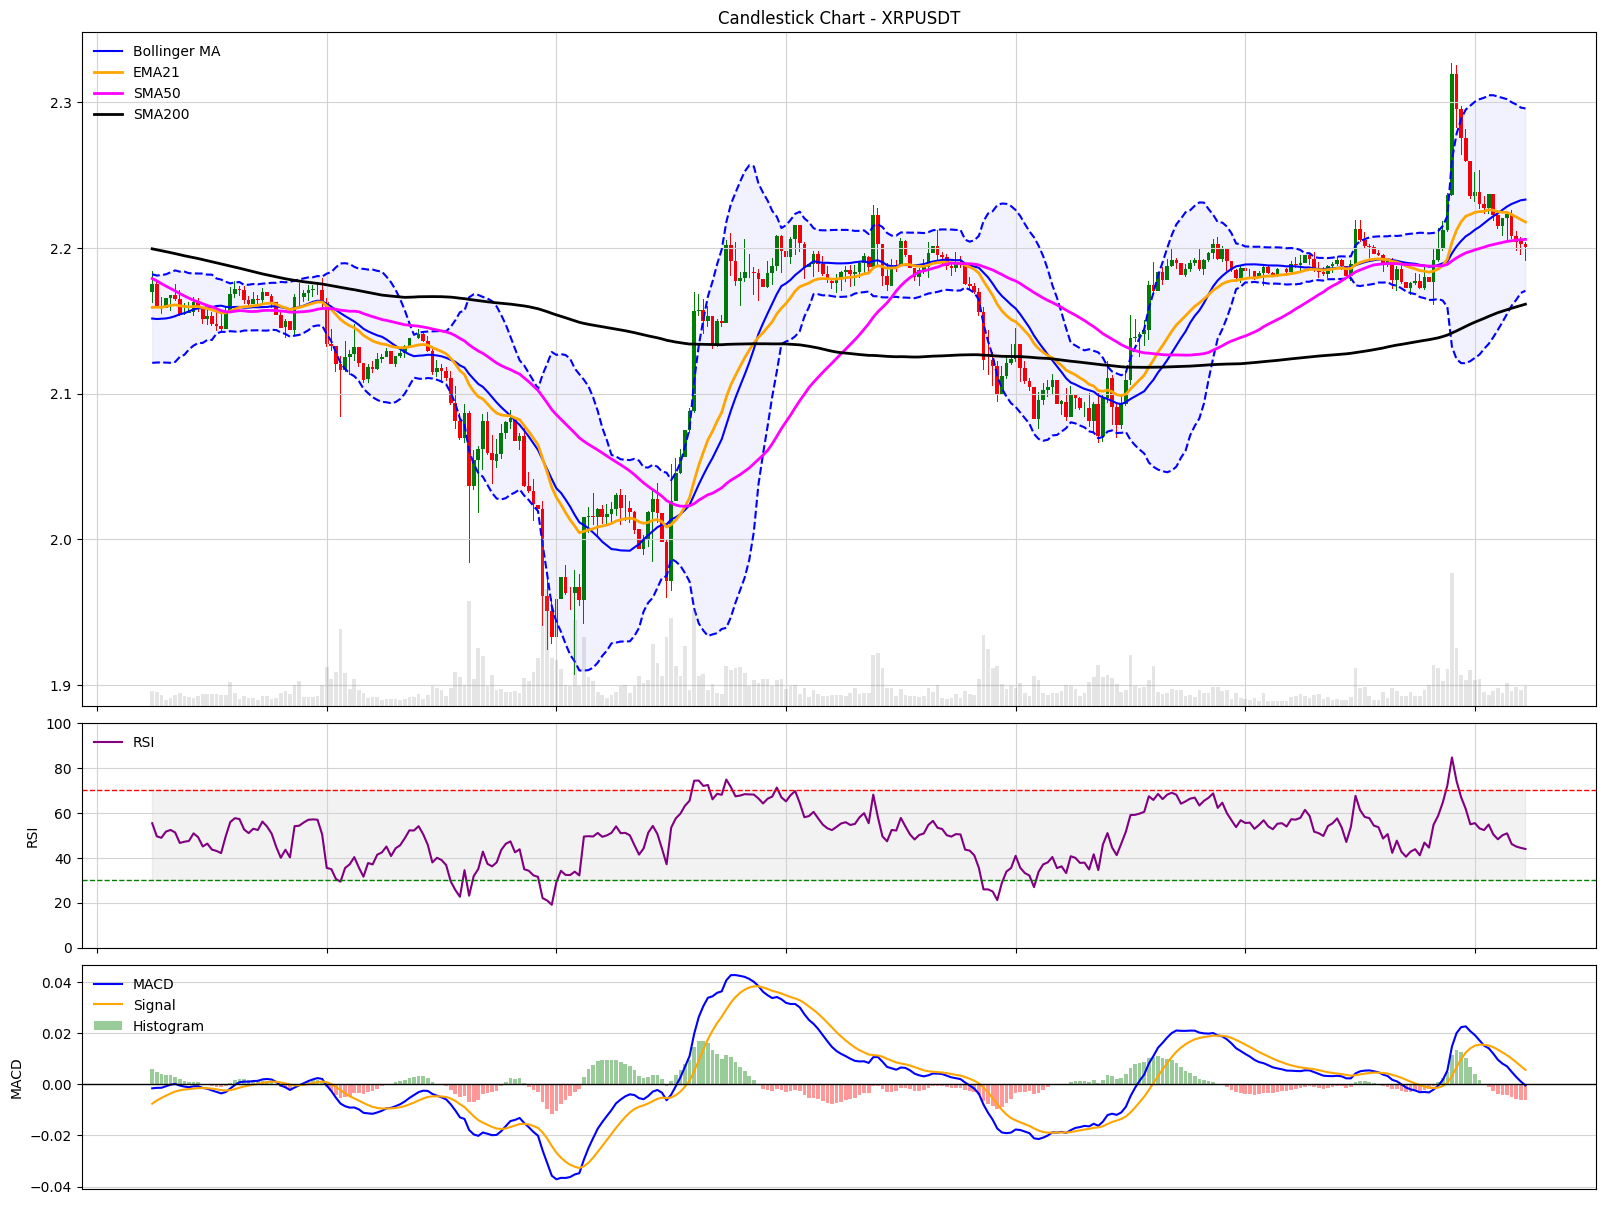 Candlestick Chart - XRPUSDT
Bollinger MA
EMA21
SMA50
SMA200
2.3
2.2
2.1
2.0
1.9
RSI
100
80
60
40
20
0
RSI
MACD
Signal
Histogram
0.04
0.02
0.00
−0.02
−0.04
MACD